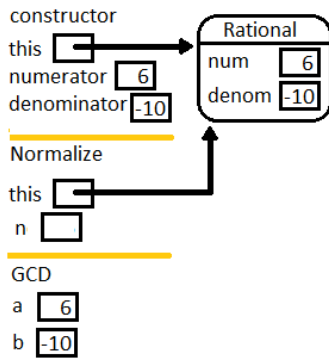 constructor
this
numerator 6
denominator -10
Rational
num 6
denom -10
Normalize
this
n
GCD
a 6
b -10